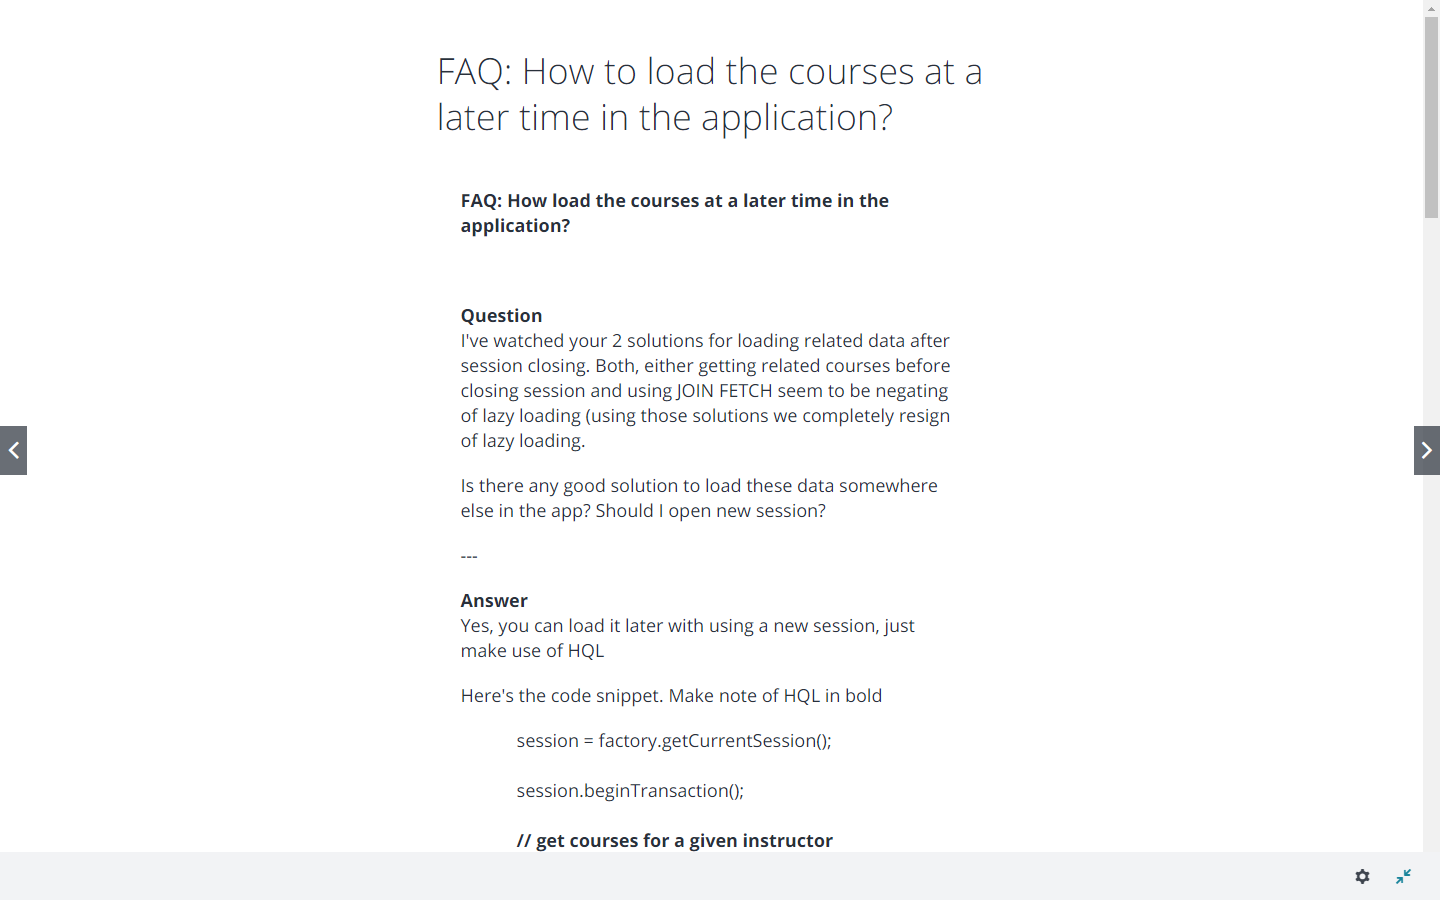 FAQ: How to load the courses at a
later time in the application?
FAQ: How load the courses at a later time in the
application?
Question
I've watched your 2 solutions for loading related data after
session closing. Both, either getting related courses before
closing session and using JOIN FETCH seem to be negating
of lazy loading (using those solutions we completely resign
of lazy loading.
Is there any good solution to load these data somewhere
else in the app? Should I open new session?
---
Answer
Yes, you can load it later with using a new session, just
make use of HQL
Here's the code snippet. Make note of HQL in bold
session = factory.getCurrentSession();
session.beginTransaction();
// get courses for a given instructor